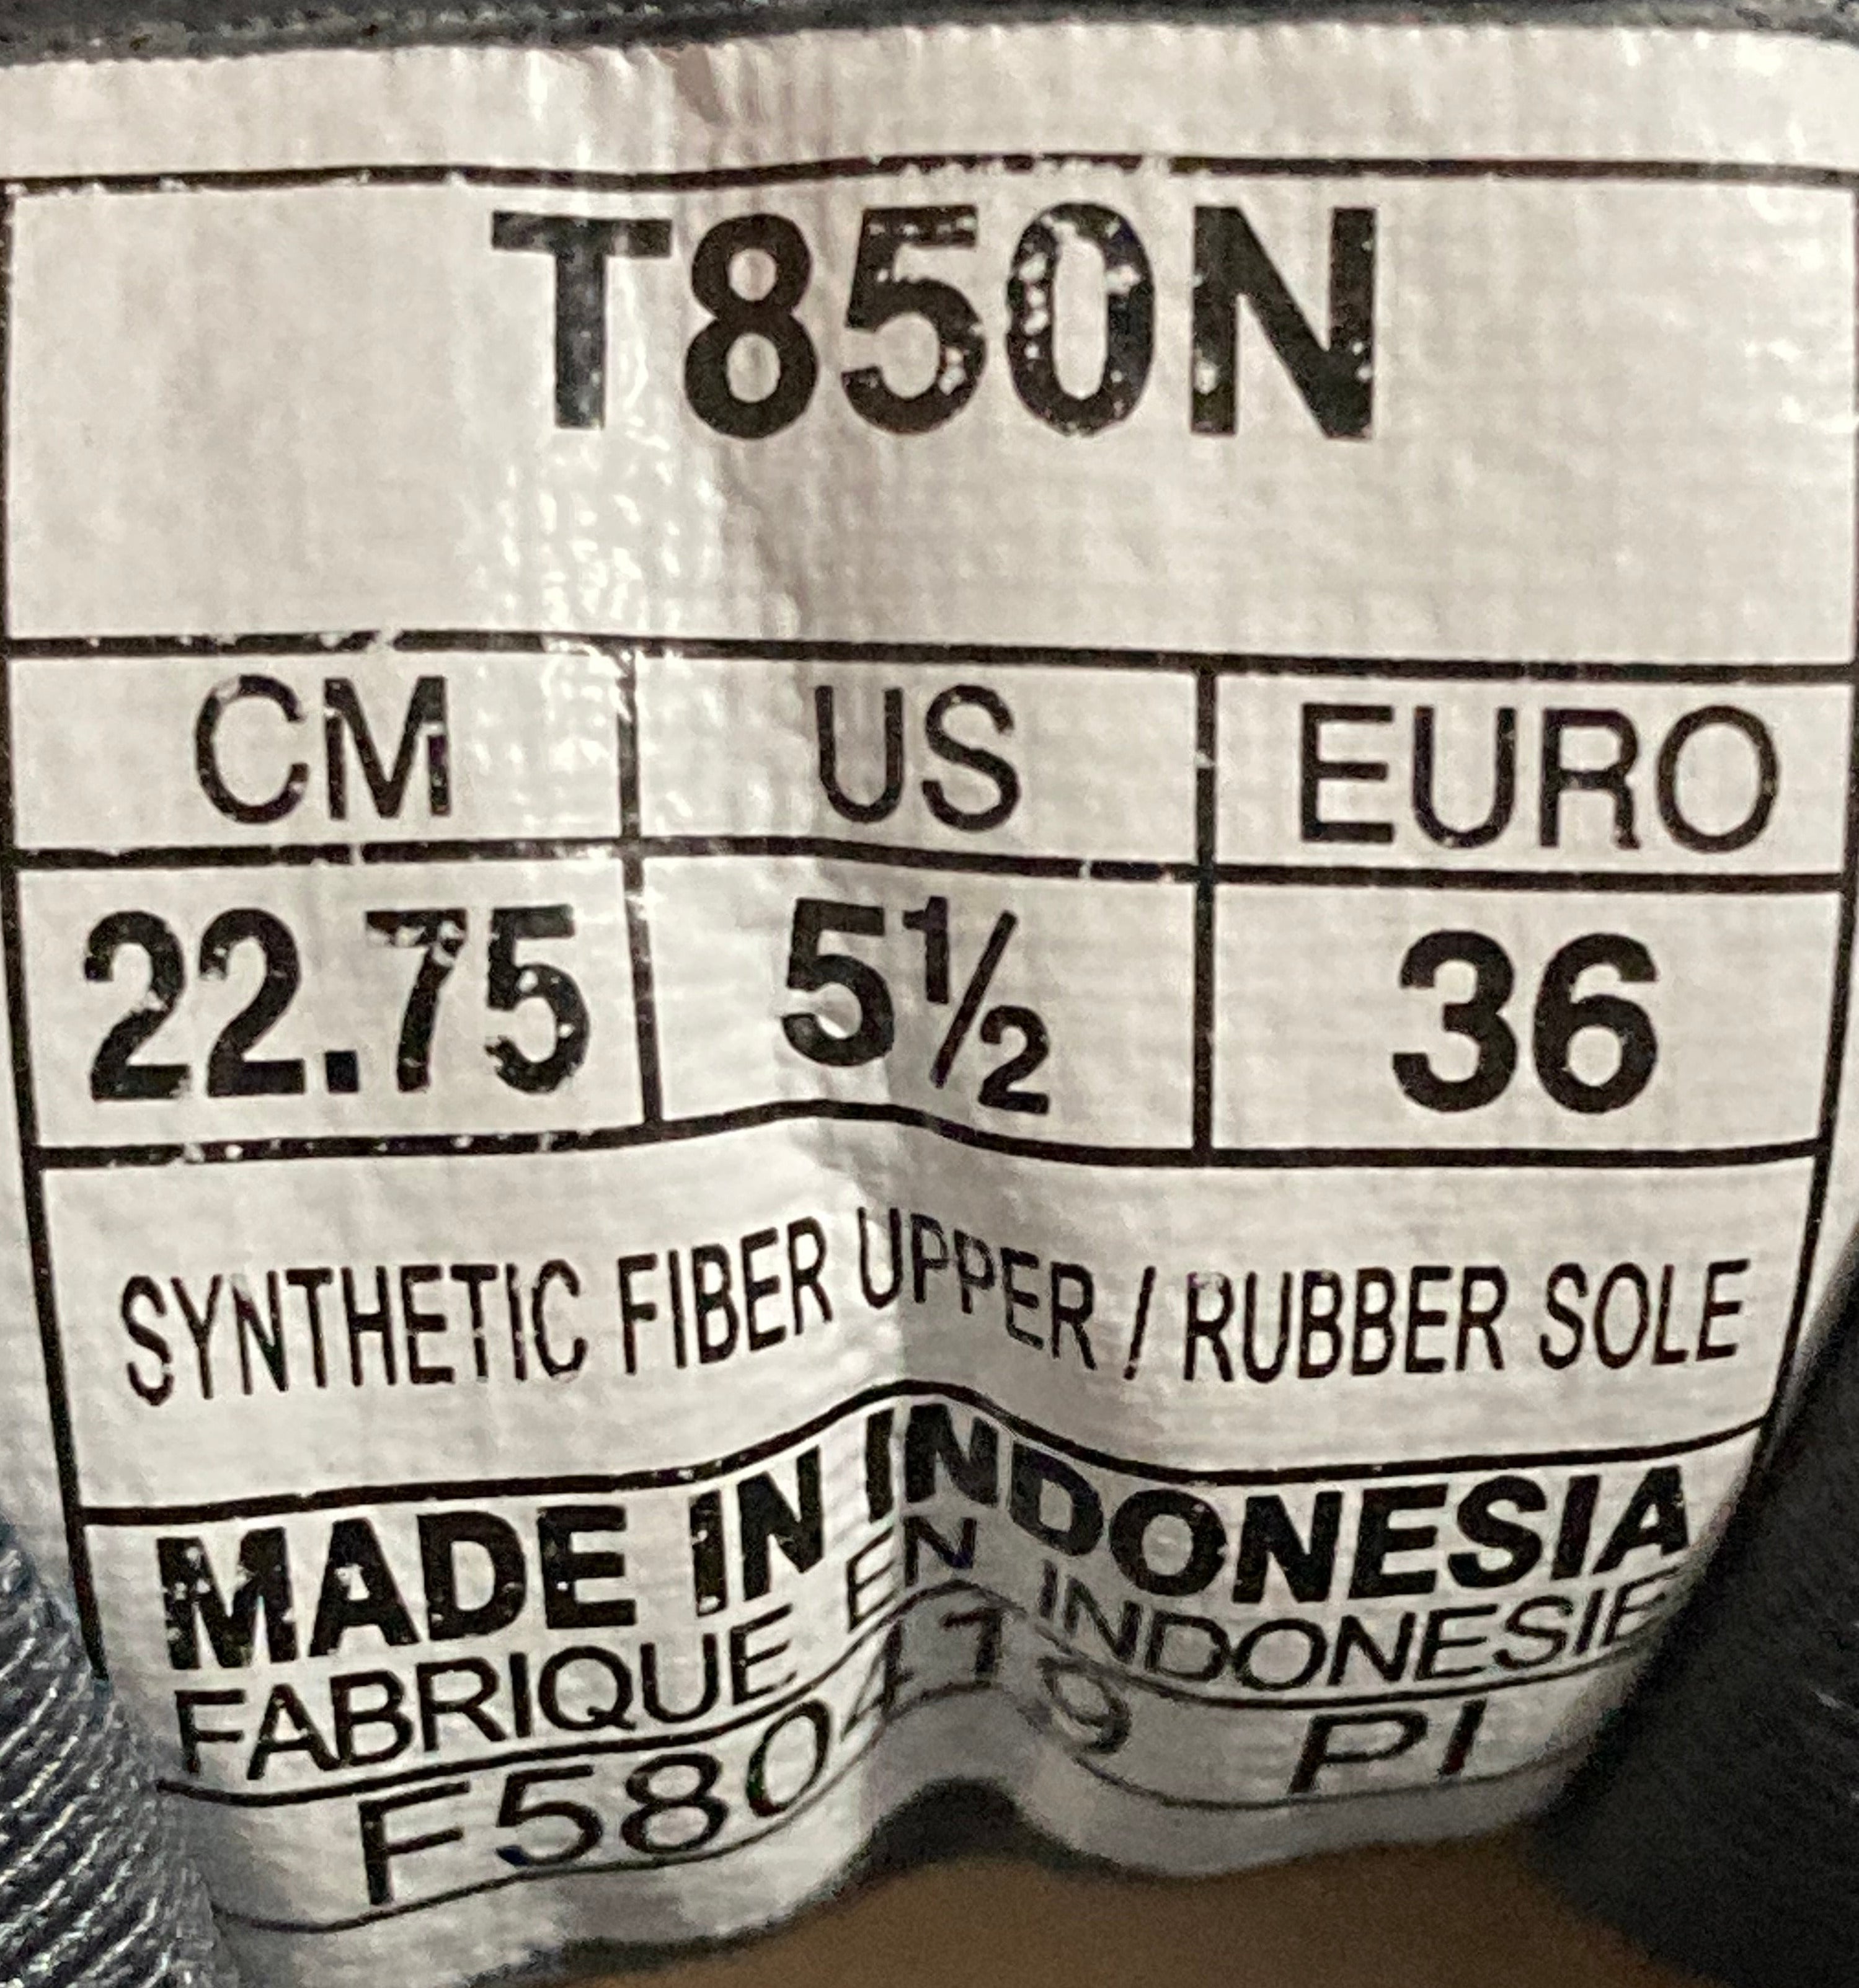 T850N
CM US EURO
22.75 5½ 36
SYNTHETIC FIBER UPPER / RUBBER SOLE
MADE IN INDONESIA
FABRIQUE EN INDONESIE
F580419 PI